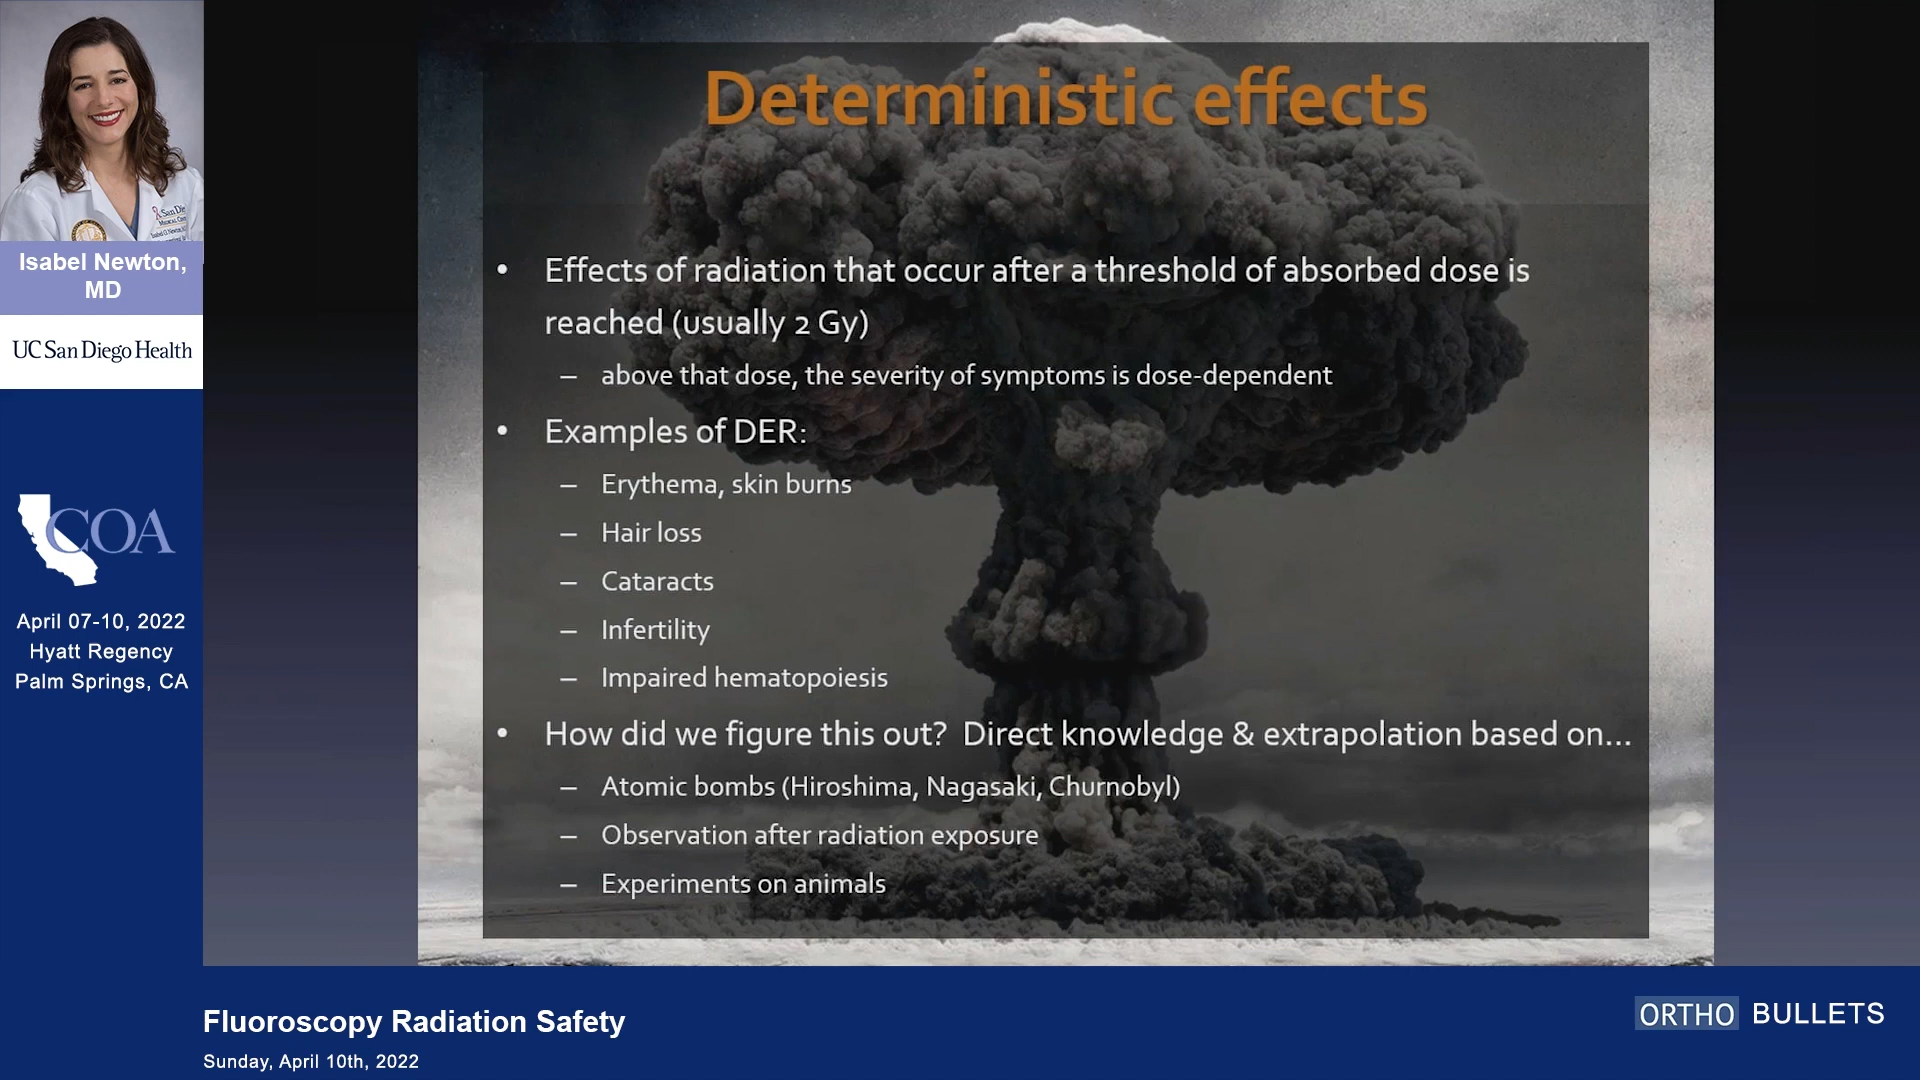 Deterministic effects
• Effects of radiation that occur after a threshold of absorbed dose is
reached (usually 2 Gy)
– above that dose, the severity of symptoms is dose-dependent
• Examples of DER:
– Erythema, skin burns
– Hair loss
– Cataracts
– Infertility
– Impaired hematopoiesis
• How did we figure this out? Direct knowledge & extrapolation based on...
– Atomic bombs (Hiroshima, Nagasaki, Churnobyl)
– Observation after radiation exposure
– Experiments on animals
Isabel Newton,
MD
UC San Diego Health
COA
April 07-10, 2022
Hyatt Regency
Palm Springs, CA
Fluoroscopy Radiation Safety
Sunday, April 10th, 2022
ORTHO BULLETS